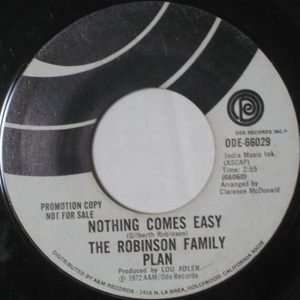 ODE RECORDS INC.
ODE-66029
India Music Ink.
(ASCAP)
Time: 2:55
(66060)
Arranged by
Clarence McDonald
PROMOTION COPY
NOT FOR SALE
NOTHING COMES EASY
(Gilberth Robinson)
THE ROBINSON FAMILY
PLAN
Produced by LOU ADLER
℗ 1972 A&M/Ode Records
DISTRIBUTED BY A&M RECORDS • 1416 N. LA BREA, HOLLYWOOD, CALIFORNIA 90028